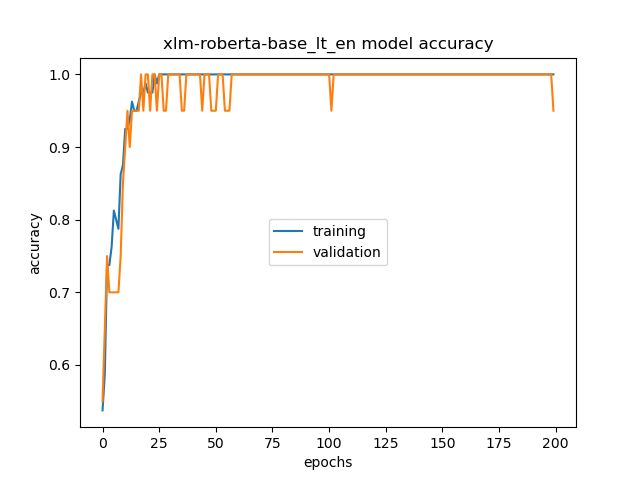 xlm-roberta-base_lt_en model accuracy
1.0
0.9
0.8
0.7
0.6
accuracy
training
validation
0 25 50 75 100 125 150 175 200
epochs